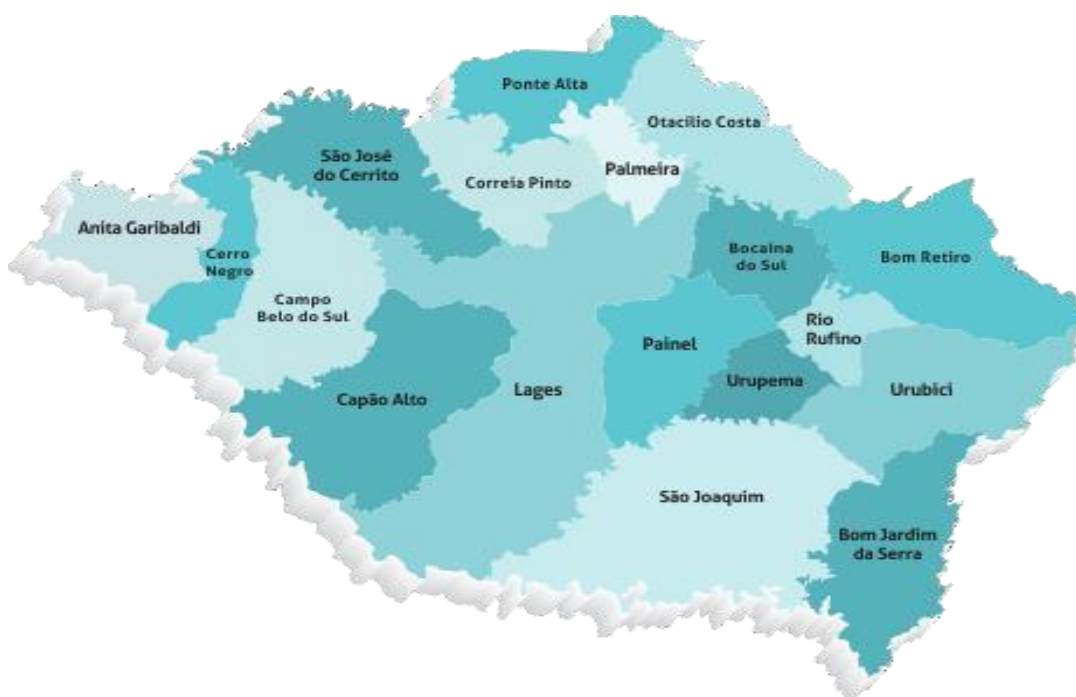 Ponte Alta
Otacílio Costa
São José
do Cerrito
Correia Pinto
Palmeira
Anita Garibaldi
Cerro
Negro
Bocaina
do Sul
Bom Retiro
Campo
Belo do Sul
Rio
Rufino
Painel
Urupema
Urubici
Lages
Capão Alto
São Joaquim
Bom Jardim
da Serra